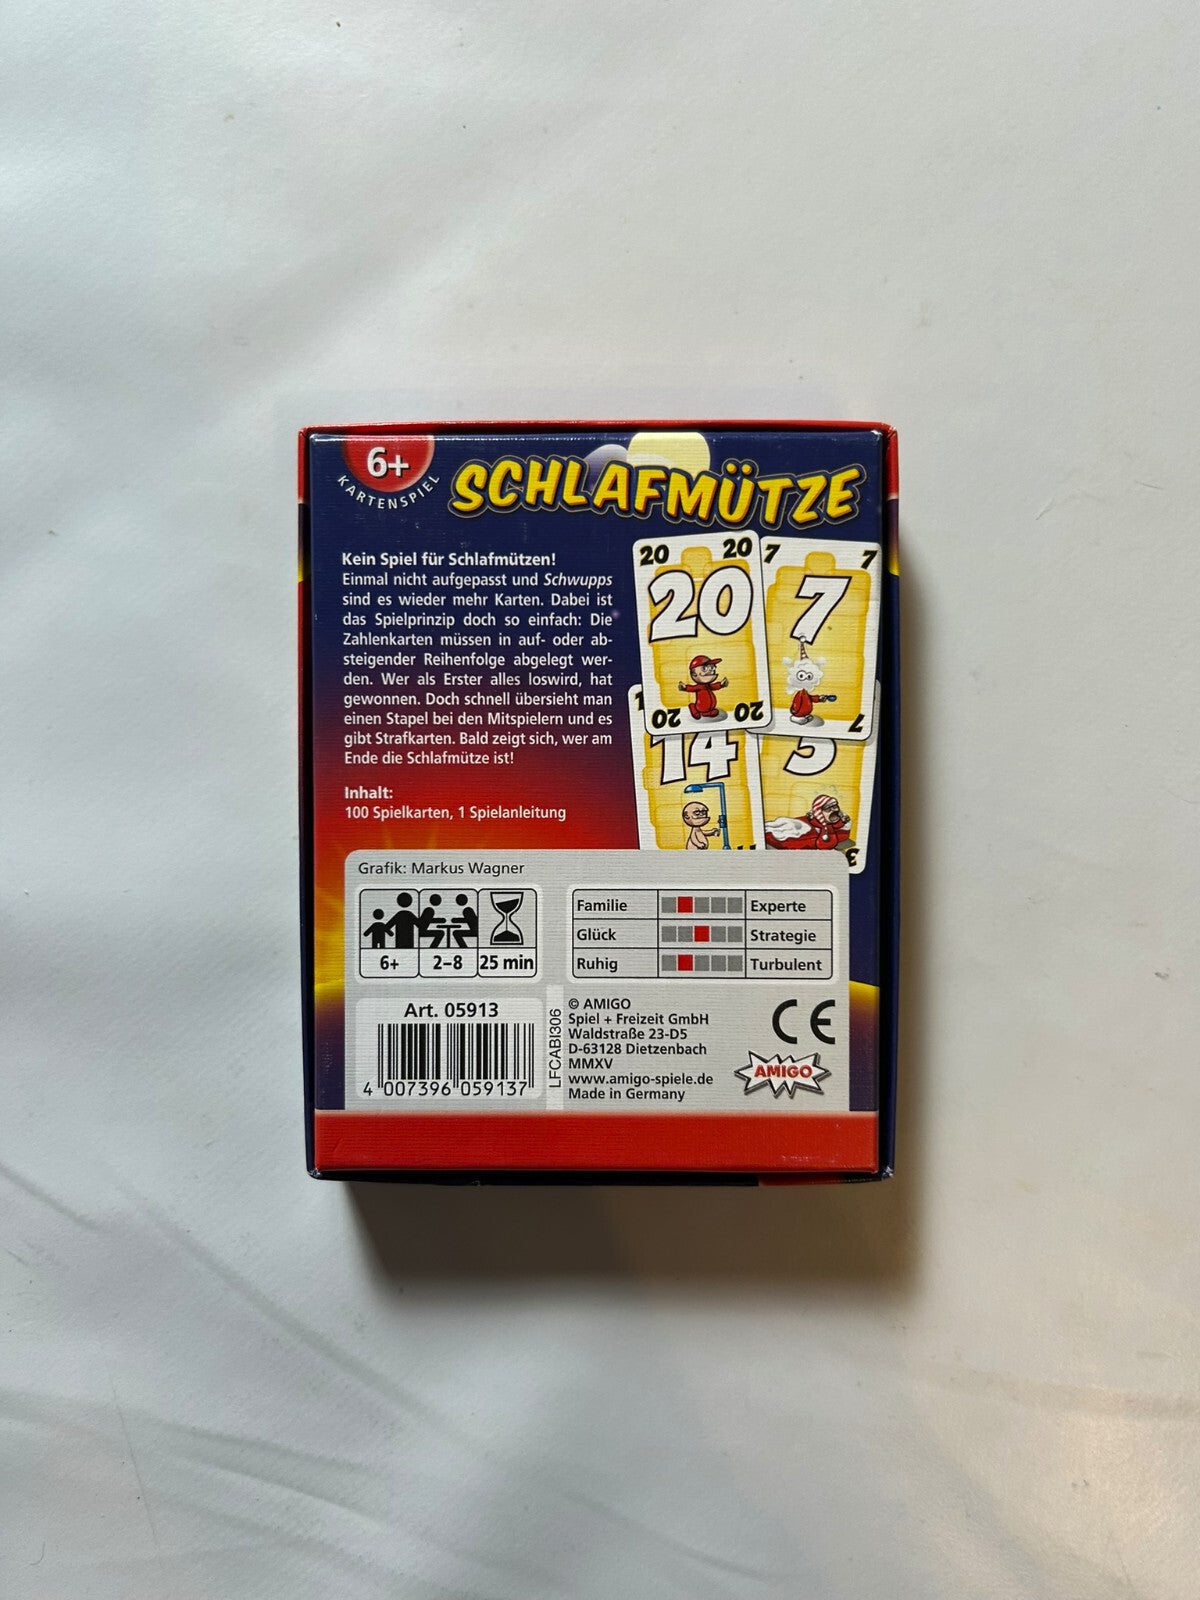 6+
KARTENSPIEL
SCHLAFMÜTZE
Kein Spiel für Schlafmützen!
Einmal nicht aufgepasst und Schwupps
sind es wieder mehr Karten. Dabei ist
das Spielprinzip doch so einfach: Die
Zahlenkarten müssen in auf- oder ab-
steigender Reihenfolge abgelegt wer-
den. Wer als Erster alles loswird, hat
gewonnen. Doch schnell übersieht man
einen Stapel bei den Mitspielern und es
gibt Strafkarten. Bald zeigt sich, wer am
Ende die Schlafmütze ist!
Inhalt:
100 Spielkarten, 1 Spielanleitung
20 20
20
20 20
7 7
7
7
14
3
Grafik: Markus Wagner
6+ 2–8 25 min
Familie Experte
Glück Strategie
Ruhig Turbulent
Art. 05913
4 007396 059137
LFCABI306
© AMIGO
Spiel + Freizeit GmbH
Waldstraße 23-D5
D-63128 Dietzenbach
MMXV
www.amigo-spiele.de
Made in Germany
CE
AMIGO